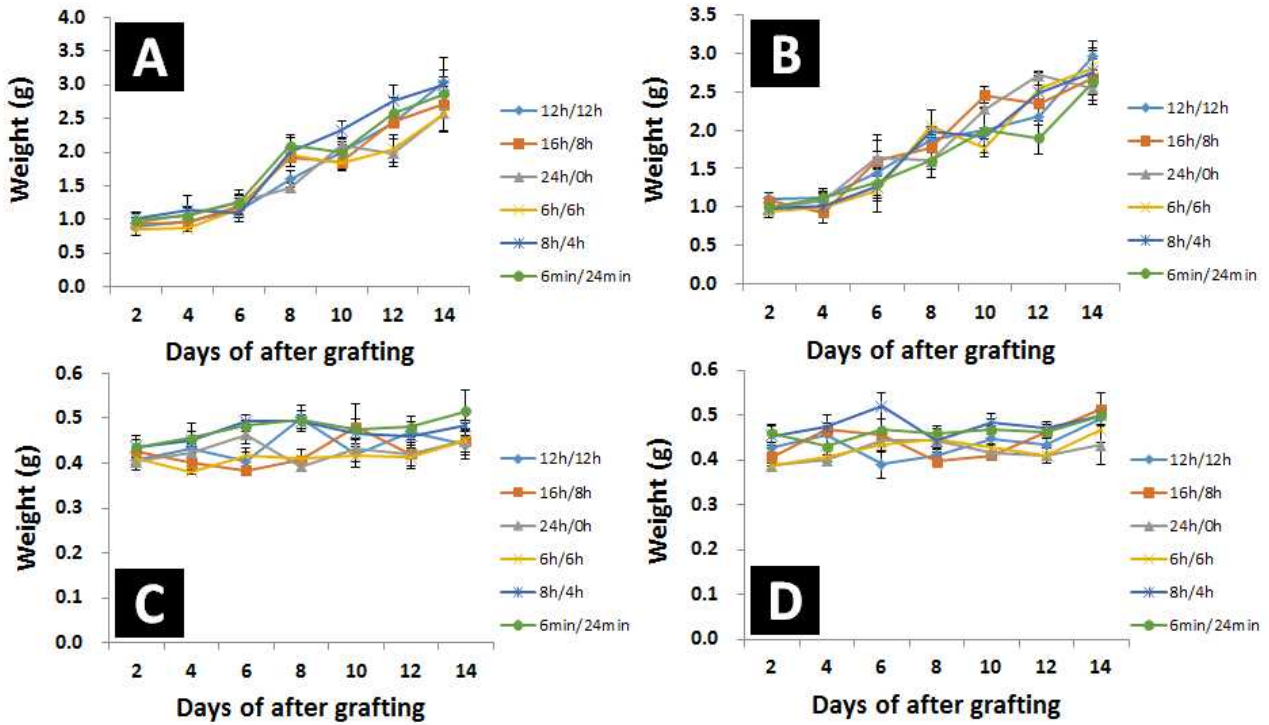 A
Weight (g)
4.0
3.5
3.0
2.5
2.0
1.5
1.0
0.5
0.0
2 4 6 8 10 12 14
Days of after grafting
12h/12h
16h/8h
24h/0h
6h/6h
8h/4h
6min/24min
B
Weight (g)
3.5
3.0
2.5
2.0
1.5
1.0
0.5
0.0
2 4 6 8 10 12 14
Days of after grafting
12h/12h
16h/8h
24h/0h
6h/6h
8h/4h
6min/24min
C
Weight (g)
0.6
0.5
0.4
0.3
0.2
0.1
0.0
2 4 6 8 10 12 14
Days of after grafting
12h/12h
16h/8h
24h/0h
6h/6h
8h/4h
6min/24min
D
Weight (g)
0.6
0.5
0.4
0.3
0.2
0.1
0.0
2 4 6 8 10 12 14
Days of after grafting
12h/12h
16h/8h
24h/0h
6h/6h
8h/4h
6min/24min